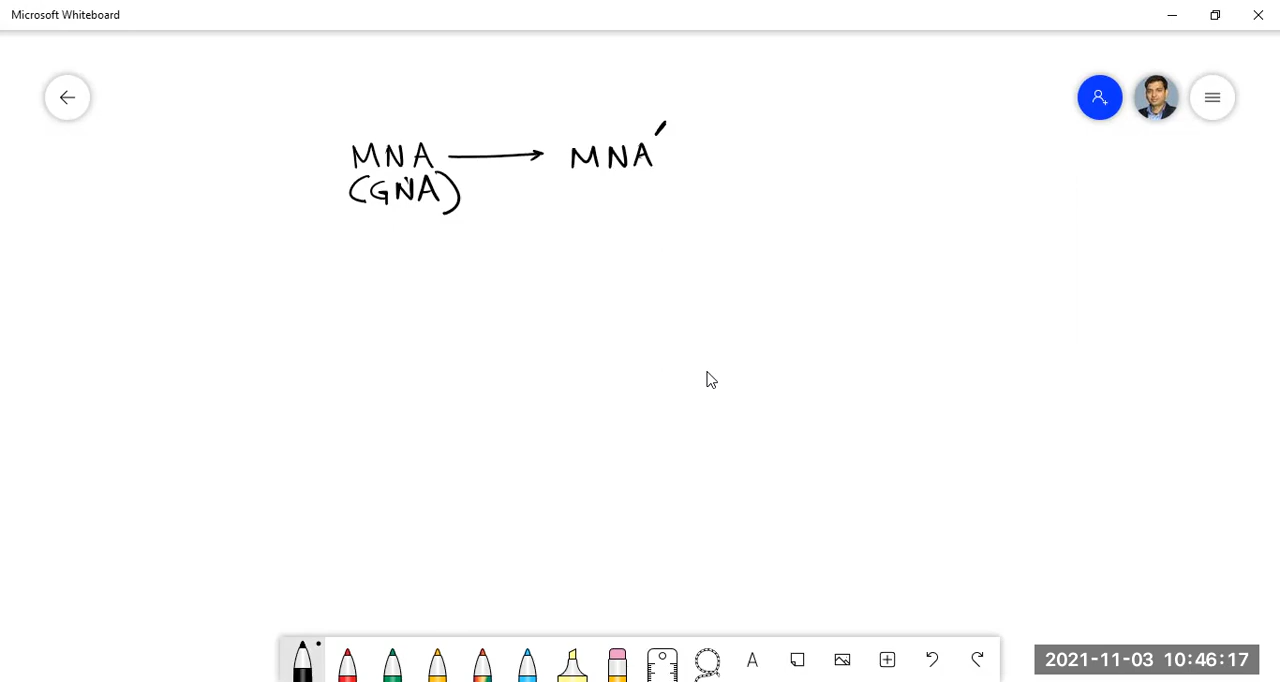 Microsoft Whiteboard
MNA → MNA'
(GNA)
A
2021-11-03 10:46:17